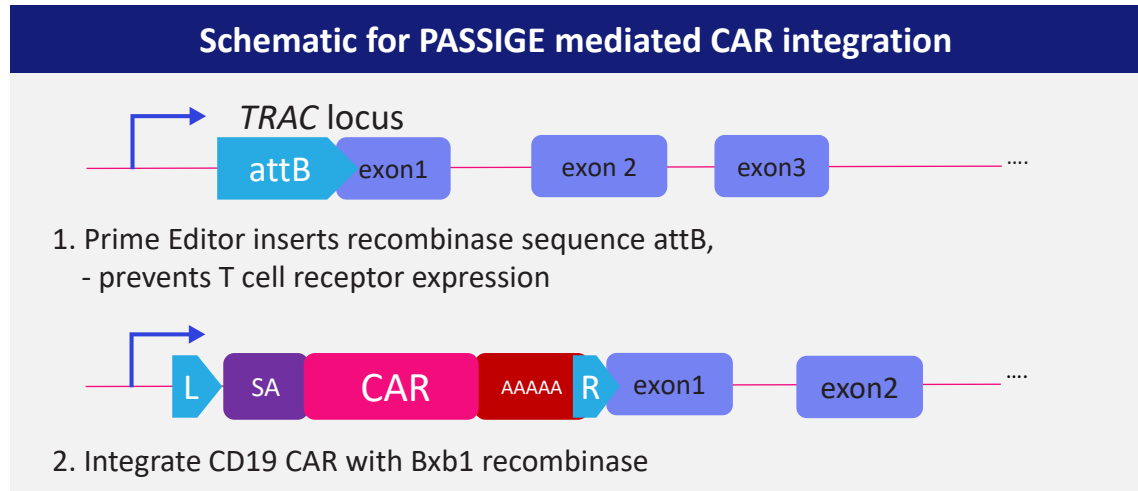 Schematic for PASSIGE mediated CAR integration
TRAC locus
attB exon1 exon 2 exon3 ....
1. Prime Editor inserts recombinase sequence attB,
- prevents T cell receptor expression
L SA CAR AAAAA R exon1 exon2 ....
2. Integrate CD19 CAR with Bxb1 recombinase